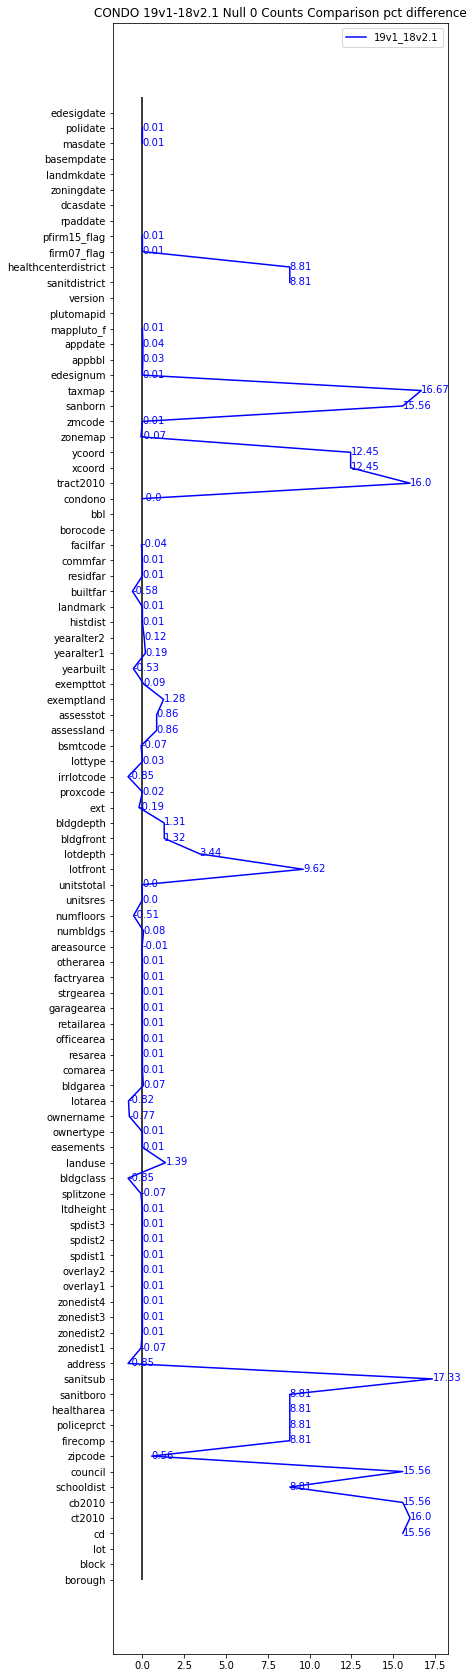 CONDO 19v1-18v2.1 Null 0 Counts Comparison pct difference
19v1_18v2.1
edesigdate
polidate 0.01
masdate 0.01
basempdate
landmkdate
zoningdate
dcasdate
rpaddate
pfirm15_flag 0.01
firm07_flag 0.01
healthcenterdistrict 8.81
sanitdistrict 8.81
version
plutomapid
mappluto_f 0.01
appdate 0.04
appbbl 0.03
edesignum 0.01
taxmap 16.67
sanborn 15.56
zmcode 0.01
zonemap -0.07
ycoord 12.45
xcoord 12.45
tract2010 16.0
condono -0.0
bbl
borocode
facilfar -0.04
commfar 0.01
residfar 0.01
builtfar -0.58
landmark 0.01
histdist 0.01
yearalter2 0.12
yearalter1 0.19
yearbuilt -0.53
exempttot 0.09
exemptland 1.28
assesstot 0.86
assessland 0.86
bsmtcode -0.07
lottype 0.03
irrlotcode -0.85
proxcode 0.02
ext -0.19
bldgdepth 1.31
bldgfront 1.32
lotdepth 3.44
lotfront 9.62
unitstotal 0.0
unitsres 0.0
numfloors -0.51
numbldgs 0.08
areasource -0.01
otherarea 0.01
factryarea 0.01
strgearea 0.01
garagearea 0.01
retailarea 0.01
officearea 0.01
resarea 0.01
comarea 0.01
bldgarea 0.07
lotarea -0.82
ownername -0.77
ownertype 0.01
easements 0.01
landuse 1.39
bldgclass -0.85
splitzone -0.07
ltdheight 0.01
spdist3 0.01
spdist2 0.01
spdist1 0.01
overlay2 0.01
overlay1 0.01
zonedist4 0.01
zonedist3 0.01
zonedist2 0.01
zonedist1 -0.07
address -0.85
sanitsub 17.33
sanitboro 8.81
healtharea 8.81
policeprct 8.81
firecomp 8.81
zipcode 0.56
council 15.56
schooldist 8.81
cb2010 15.56
ct2010 16.0
cd 15.56
lot
block
borough
0.0 2.5 5.0 7.5 10.0 12.5 15.0 17.5